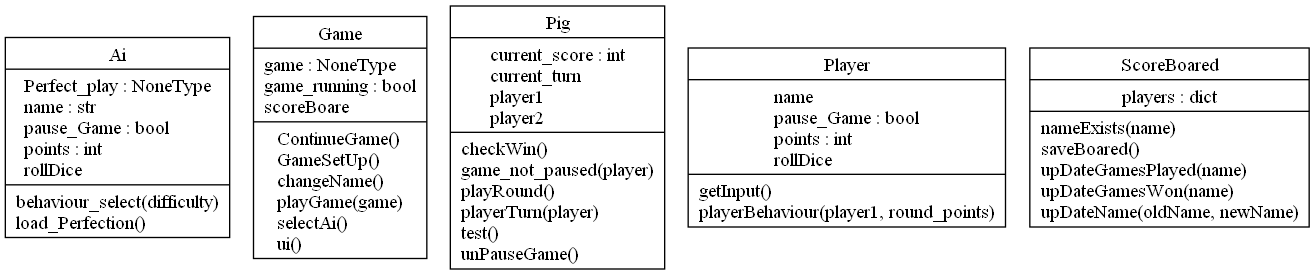 Ai
Perfect_play : NoneType
name : str
pause_Game : bool
points : int
rollDice
behaviour_select(difficulty)
load_Perfection()
Game
game : NoneType
game_running : bool
scoreBoare
ContinueGame()
GameSetUp()
changeName()
playGame(game)
selectAi()
ui()
Pig
current_score : int
current_turn
player1
player2
checkWin()
game_not_paused(player)
playRound()
playerTurn(player)
test()
unPauseGame()
Player
name
pause_Game : bool
points : int
rollDice
getInput()
playerBehaviour(player1, round_points)
ScoreBoared
players : dict
nameExists(name)
saveBoared()
upDateGamesPlayed(name)
upDateGamesWon(name)
upDateName(oldName, newName)